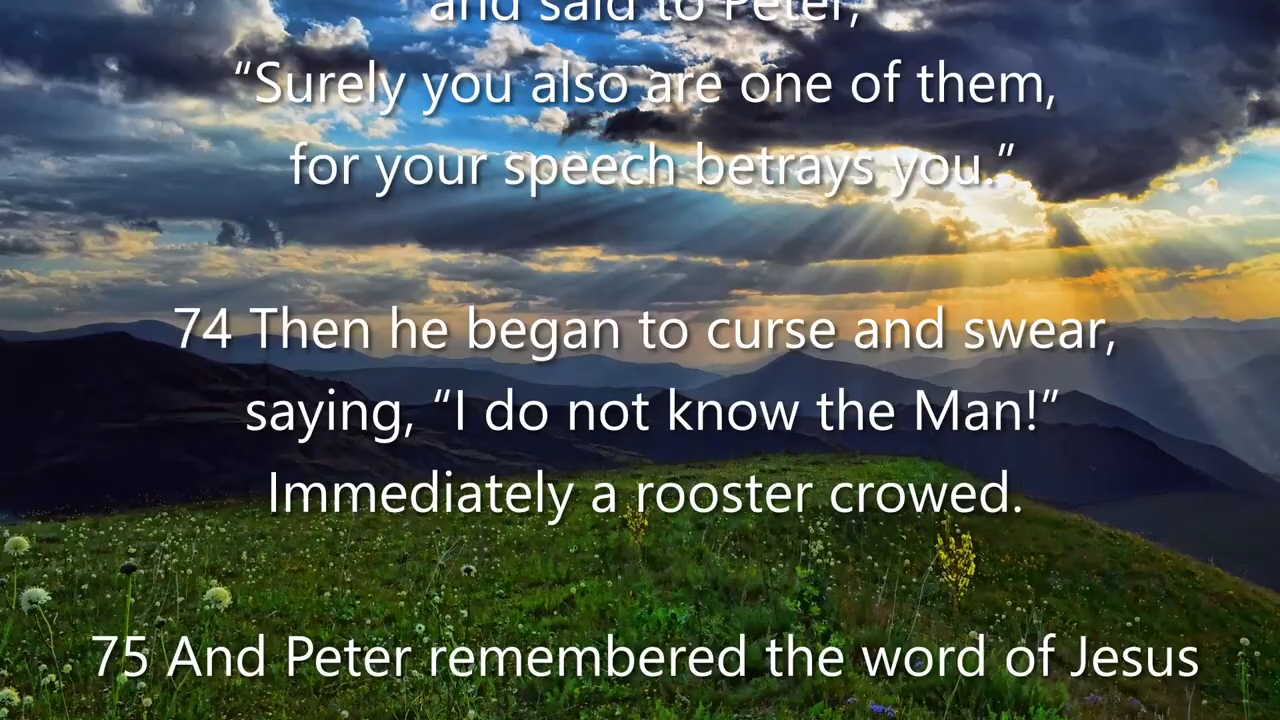 and said to Peter,
“Surely you also are one of them,
for your speech betrays you.”
74 Then he began to curse and swear,
saying, “I do not know the Man!”
Immediately a rooster crowed.
75 And Peter remembered the word of Jesus